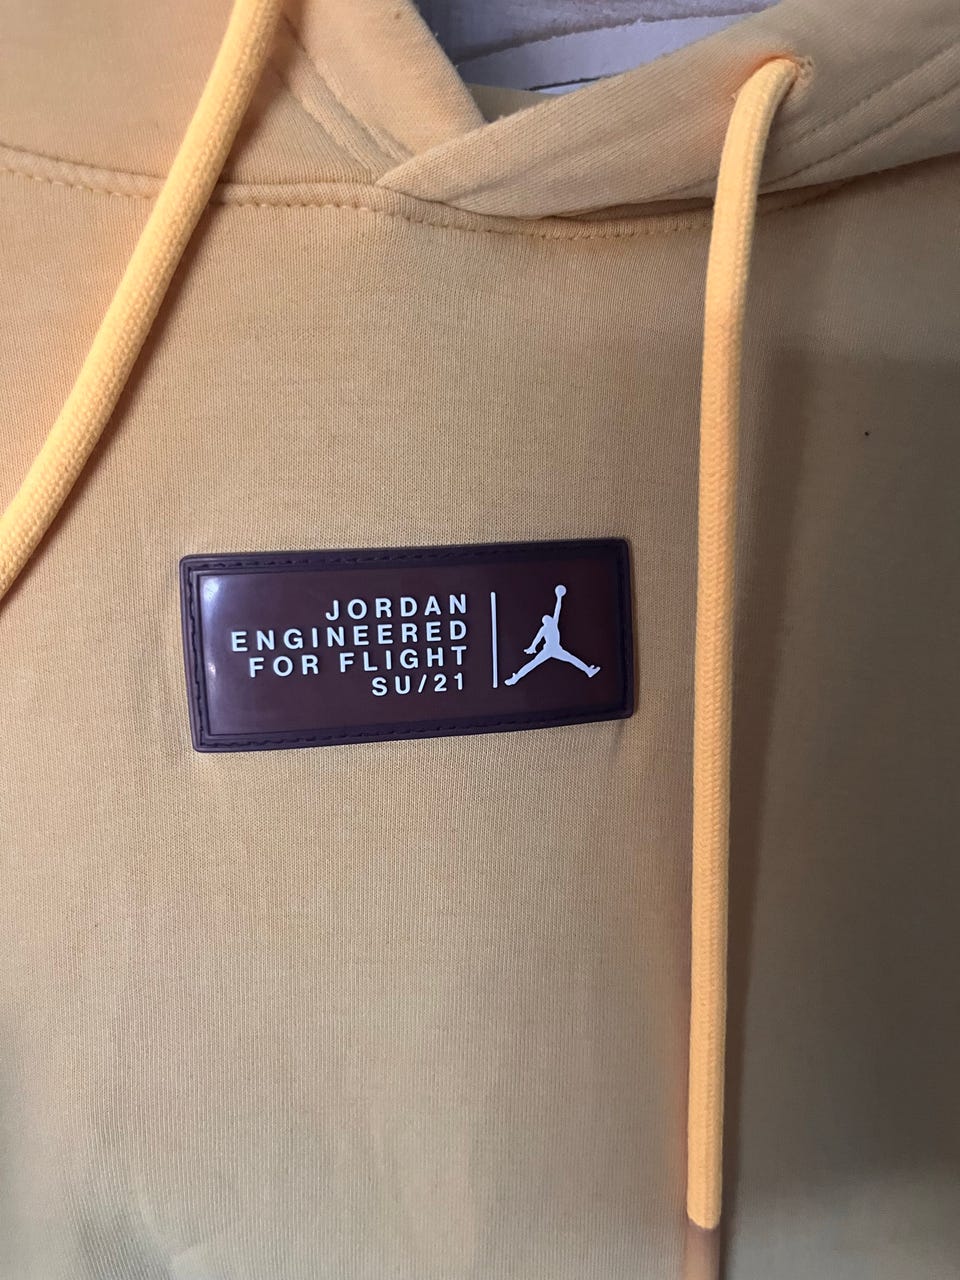 JORDAN
ENGINEERED
FOR FLIGHT
SU/21